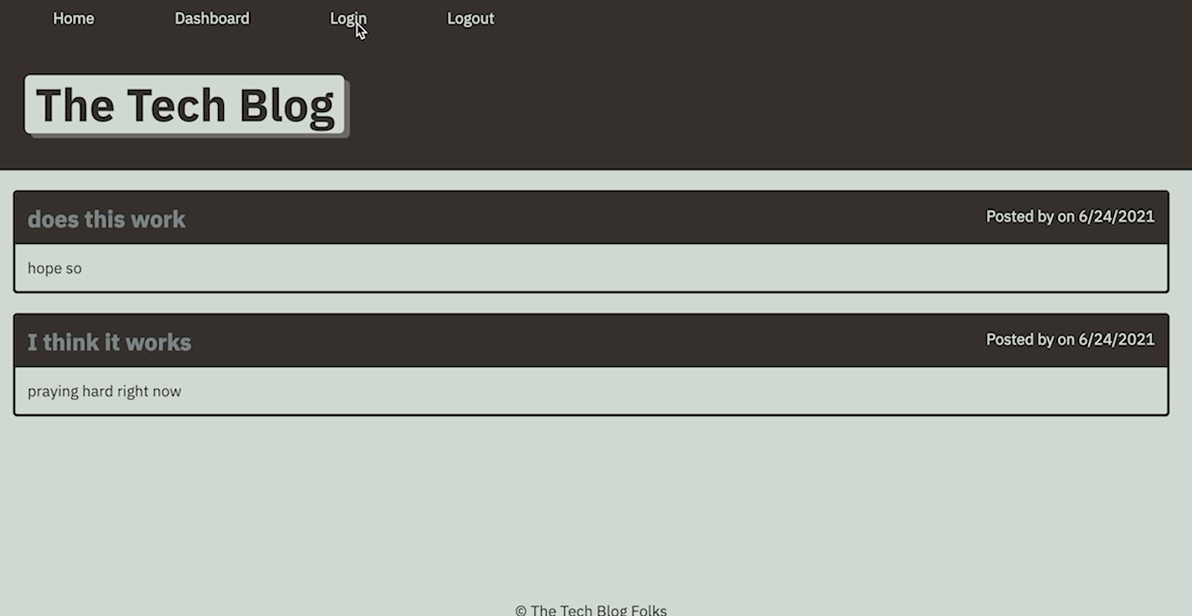 Home Dashboard Login Logout
The Tech Blog
does this work Posted by on 6/24/2021
hope so
I think it works Posted by on 6/24/2021
praying hard right now
© The Tech Blog Folks